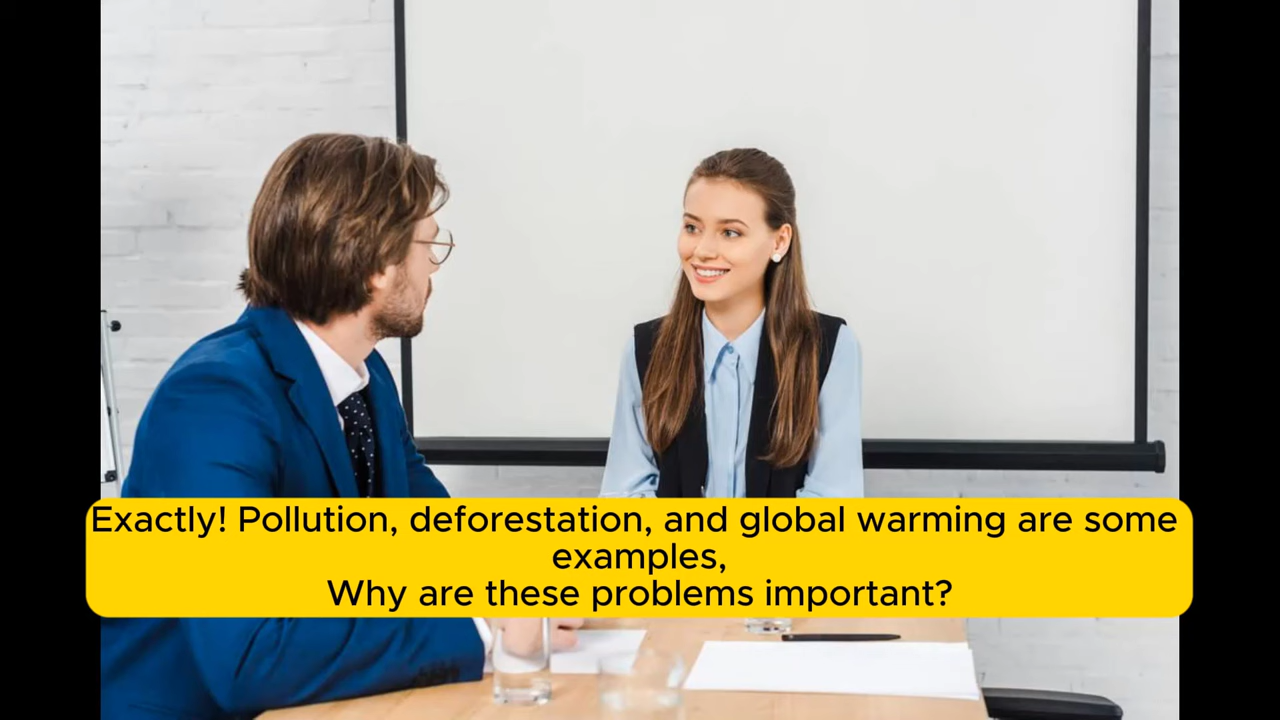 Exactly! Pollution, deforestation, and global warming are some
examples,
Why are these problems important?